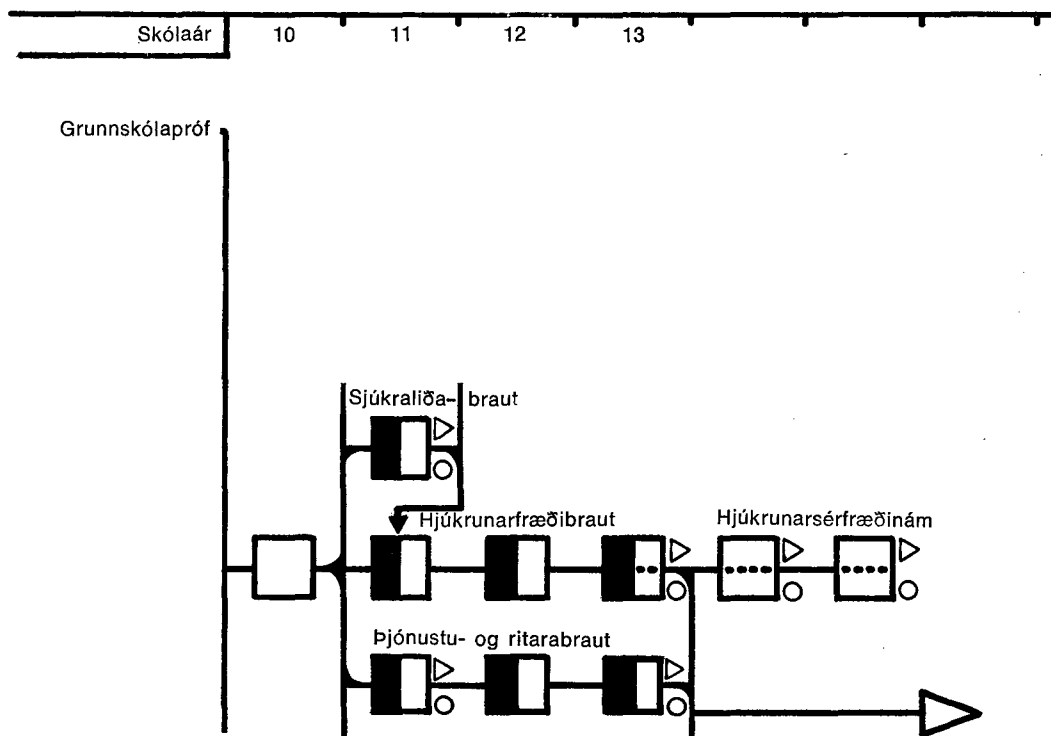 Skólaár 10 11 12 13
Grunnskólapróf
Sjúkraliða- braut
Hjúkrunarfræðibraut Hjúkrunarsérfræðinám
Þjónustu- og ritarabraut